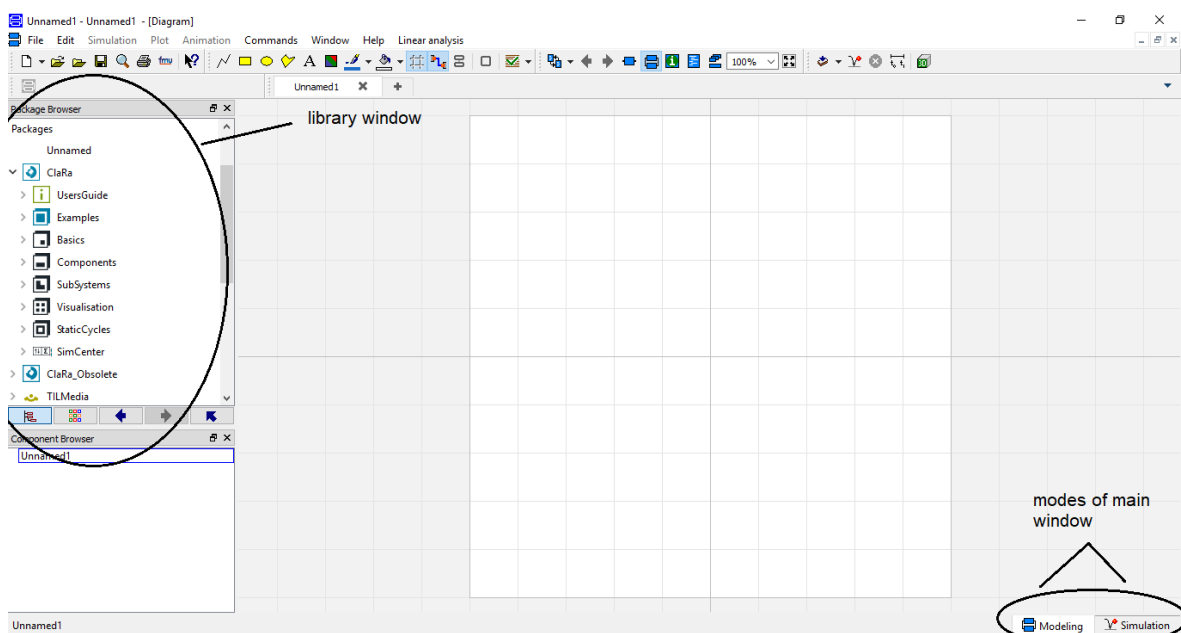 Unnamed1 - Unnamed1 - [Diagram]
File Edit Simulation Plot Animation Commands Window Help Linear analysis
fmu A 100%
Unnamed1
Package Browser
library window
Packages
Unnamed
ClaRa
UsersGuide
Examples
Basics
Components
SubSystems
Visualisation
StaticCycles
SimCenter
ClaRa_Obsolete
TILMedia
Component Browser
Unnamed1
modes of main
window
Unnamed1
Modeling Simulation